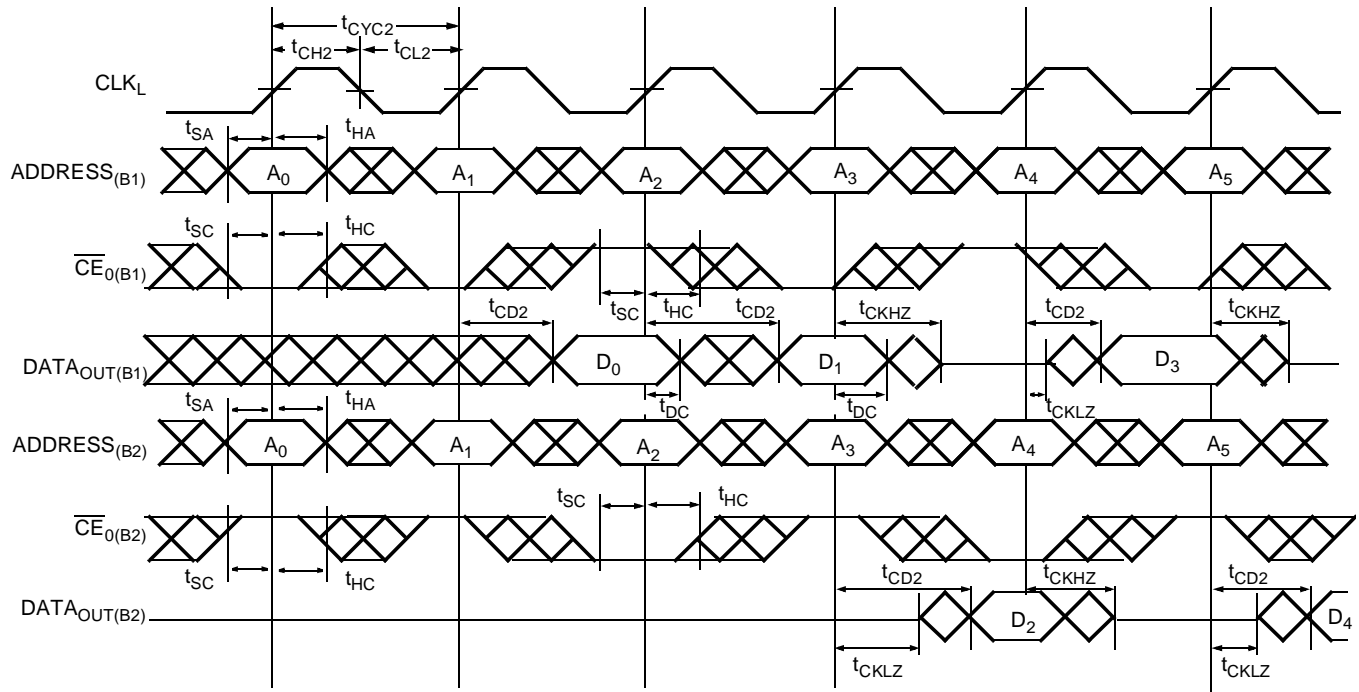 tCYC2
tCH2 tCL2
CLKL
tSA tHA
ADDRESS(B1) A0 A1 A2 A3 A4 A5
tSC tHC
CE0(B1)
tSC tHC
tCD2 tCD2 tCKHZ tCD2 tCKHZ
DATAOUT(B1) D0 D1 D3
tSA tHA tDC tDC tCKLZ
ADDRESS(B2) A0 A1 A2 A3 A4 A5
tSC tHC
CE0(B2)
tSC tHC tCD2 tCKHZ tCD2
DATAOUT(B2) D2 D4
tCKLZ tCKLZ